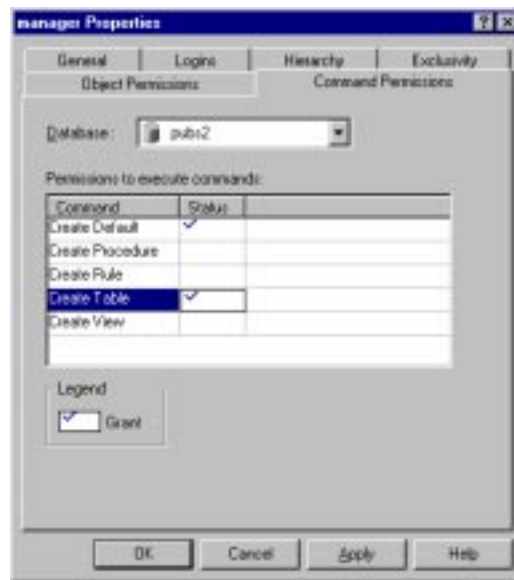 manager Properties
General Logins Hierarchy Exclusivity
Object Permissions Command Permissions
Database: pubs2
Permissions to execute commands:
Command Status
Create Default
Create Procedure
Create Rule
Create Table
Create View
Legend
Grant
OK Cancel Apply Help